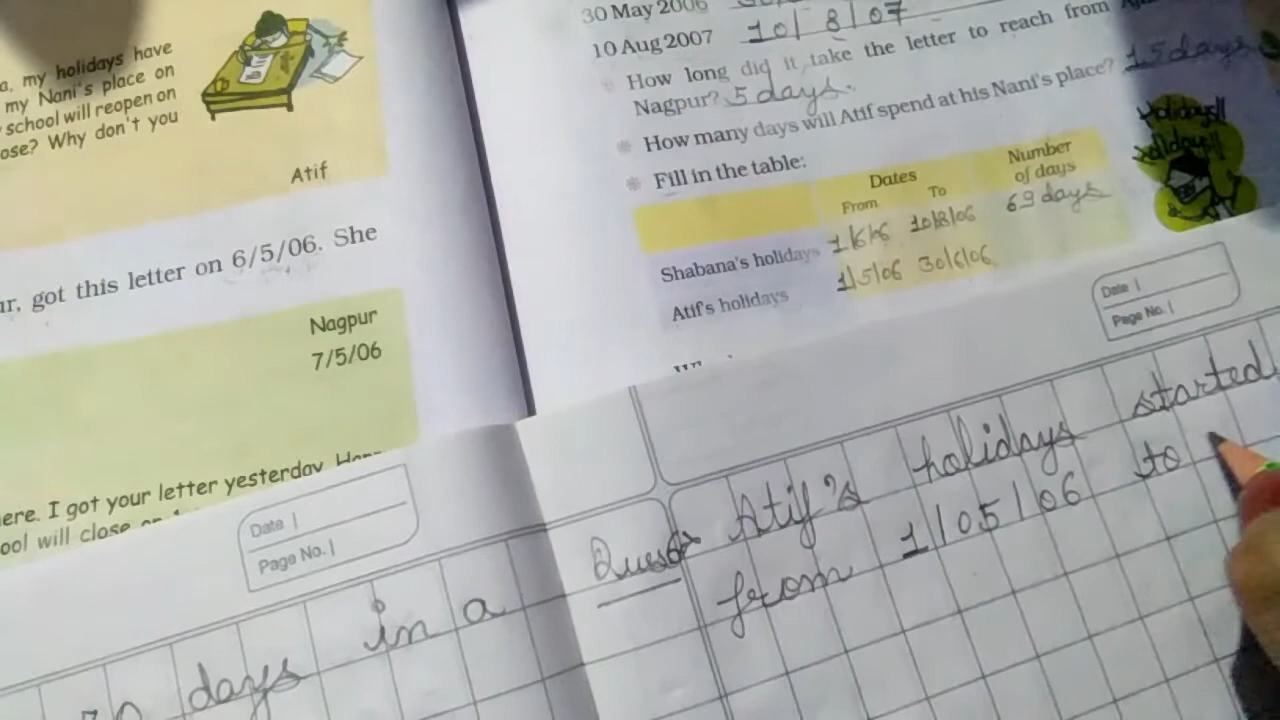 a, my holidays have
my Nani's place on
school will reopen on
ose? Why don't you
Atif
ur, got this letter on 6/5/06. She
Nagpur
7/5/06
ere. I got your letter yesterday.
ool will close
30 May 2006
10 Aug 2007 10/8/07
How long did it take the letter to reach from
Nagpur? 5 days.
How many days will Atif spend at his Nani's place? 15 days
Fill in the table:
Dates Number
of days
From To
Shabana's holidays 1/6/06 10/8/06 69 days
Atif's holidays 1/5/06 30/6/06
Holidays!!
Holidays!!
Date
Page No.
days in a
Date
Page No.
Ques Atif's holidays started
from 1/05/06 to